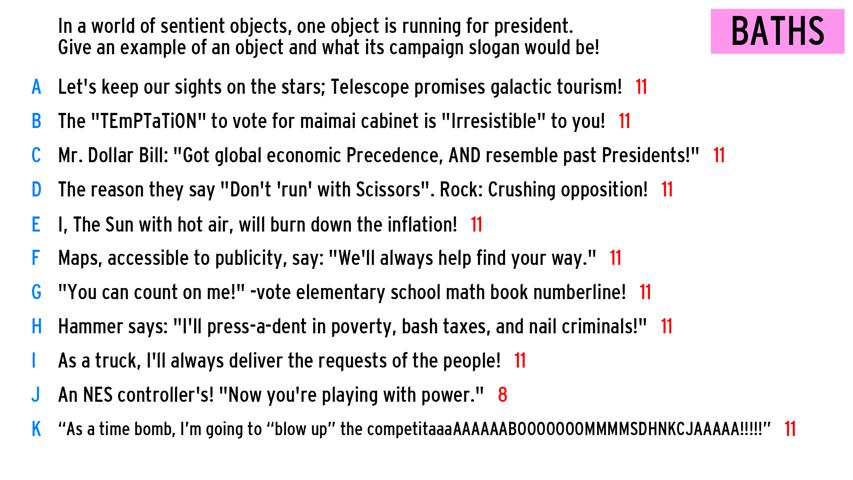 In a world of sentient objects, one object is running for president.
Give an example of an object and what its campaign slogan would be!
BATHS
A Let's keep our sights on the stars; Telescope promises galactic tourism! 11
B The "TEmPTaTiON" to vote for maimai cabinet is "Irresistible" to you! 11
C Mr. Dollar Bill: "Got global economic Precedence, AND resemble past Presidents!" 11
D The reason they say "Don't 'run' with Scissors". Rock: Crushing opposition! 11
E I, The Sun with hot air, will burn down the inflation! 11
F Maps, accessible to publicity, say: "We'll always help find your way." 11
G "You can count on me!" -vote elementary school math book numberline! 11
H Hammer says: "I'll press-a-dent in poverty, bash taxes, and nail criminals!" 11
I As a truck, I'll always deliver the requests of the people! 11
J An NES controller's! "Now you're playing with power." 8
K “As a time bomb, I’m going to “blow up” the competitaaaAAAAAABOOOOOOOMMMMSDHNKCJAAAAA!!!!!” 11